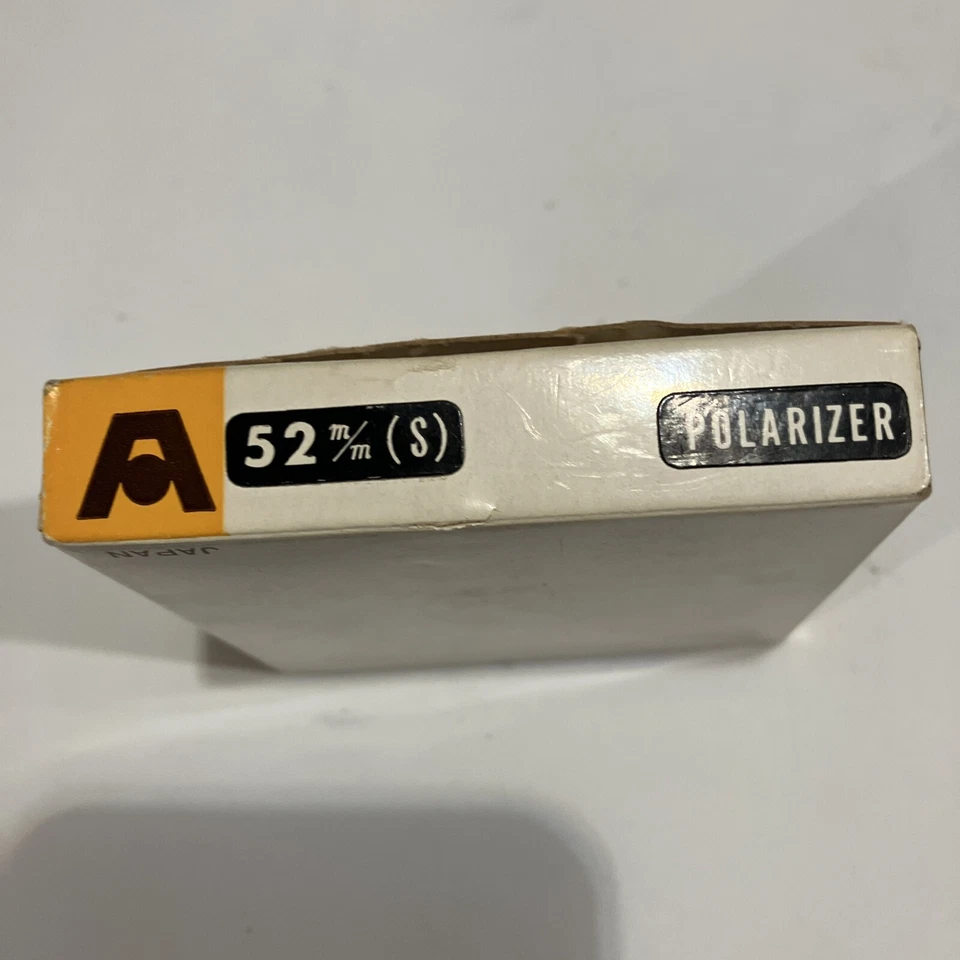 A
52 m/m (S)
POLARIZER
JAPAN